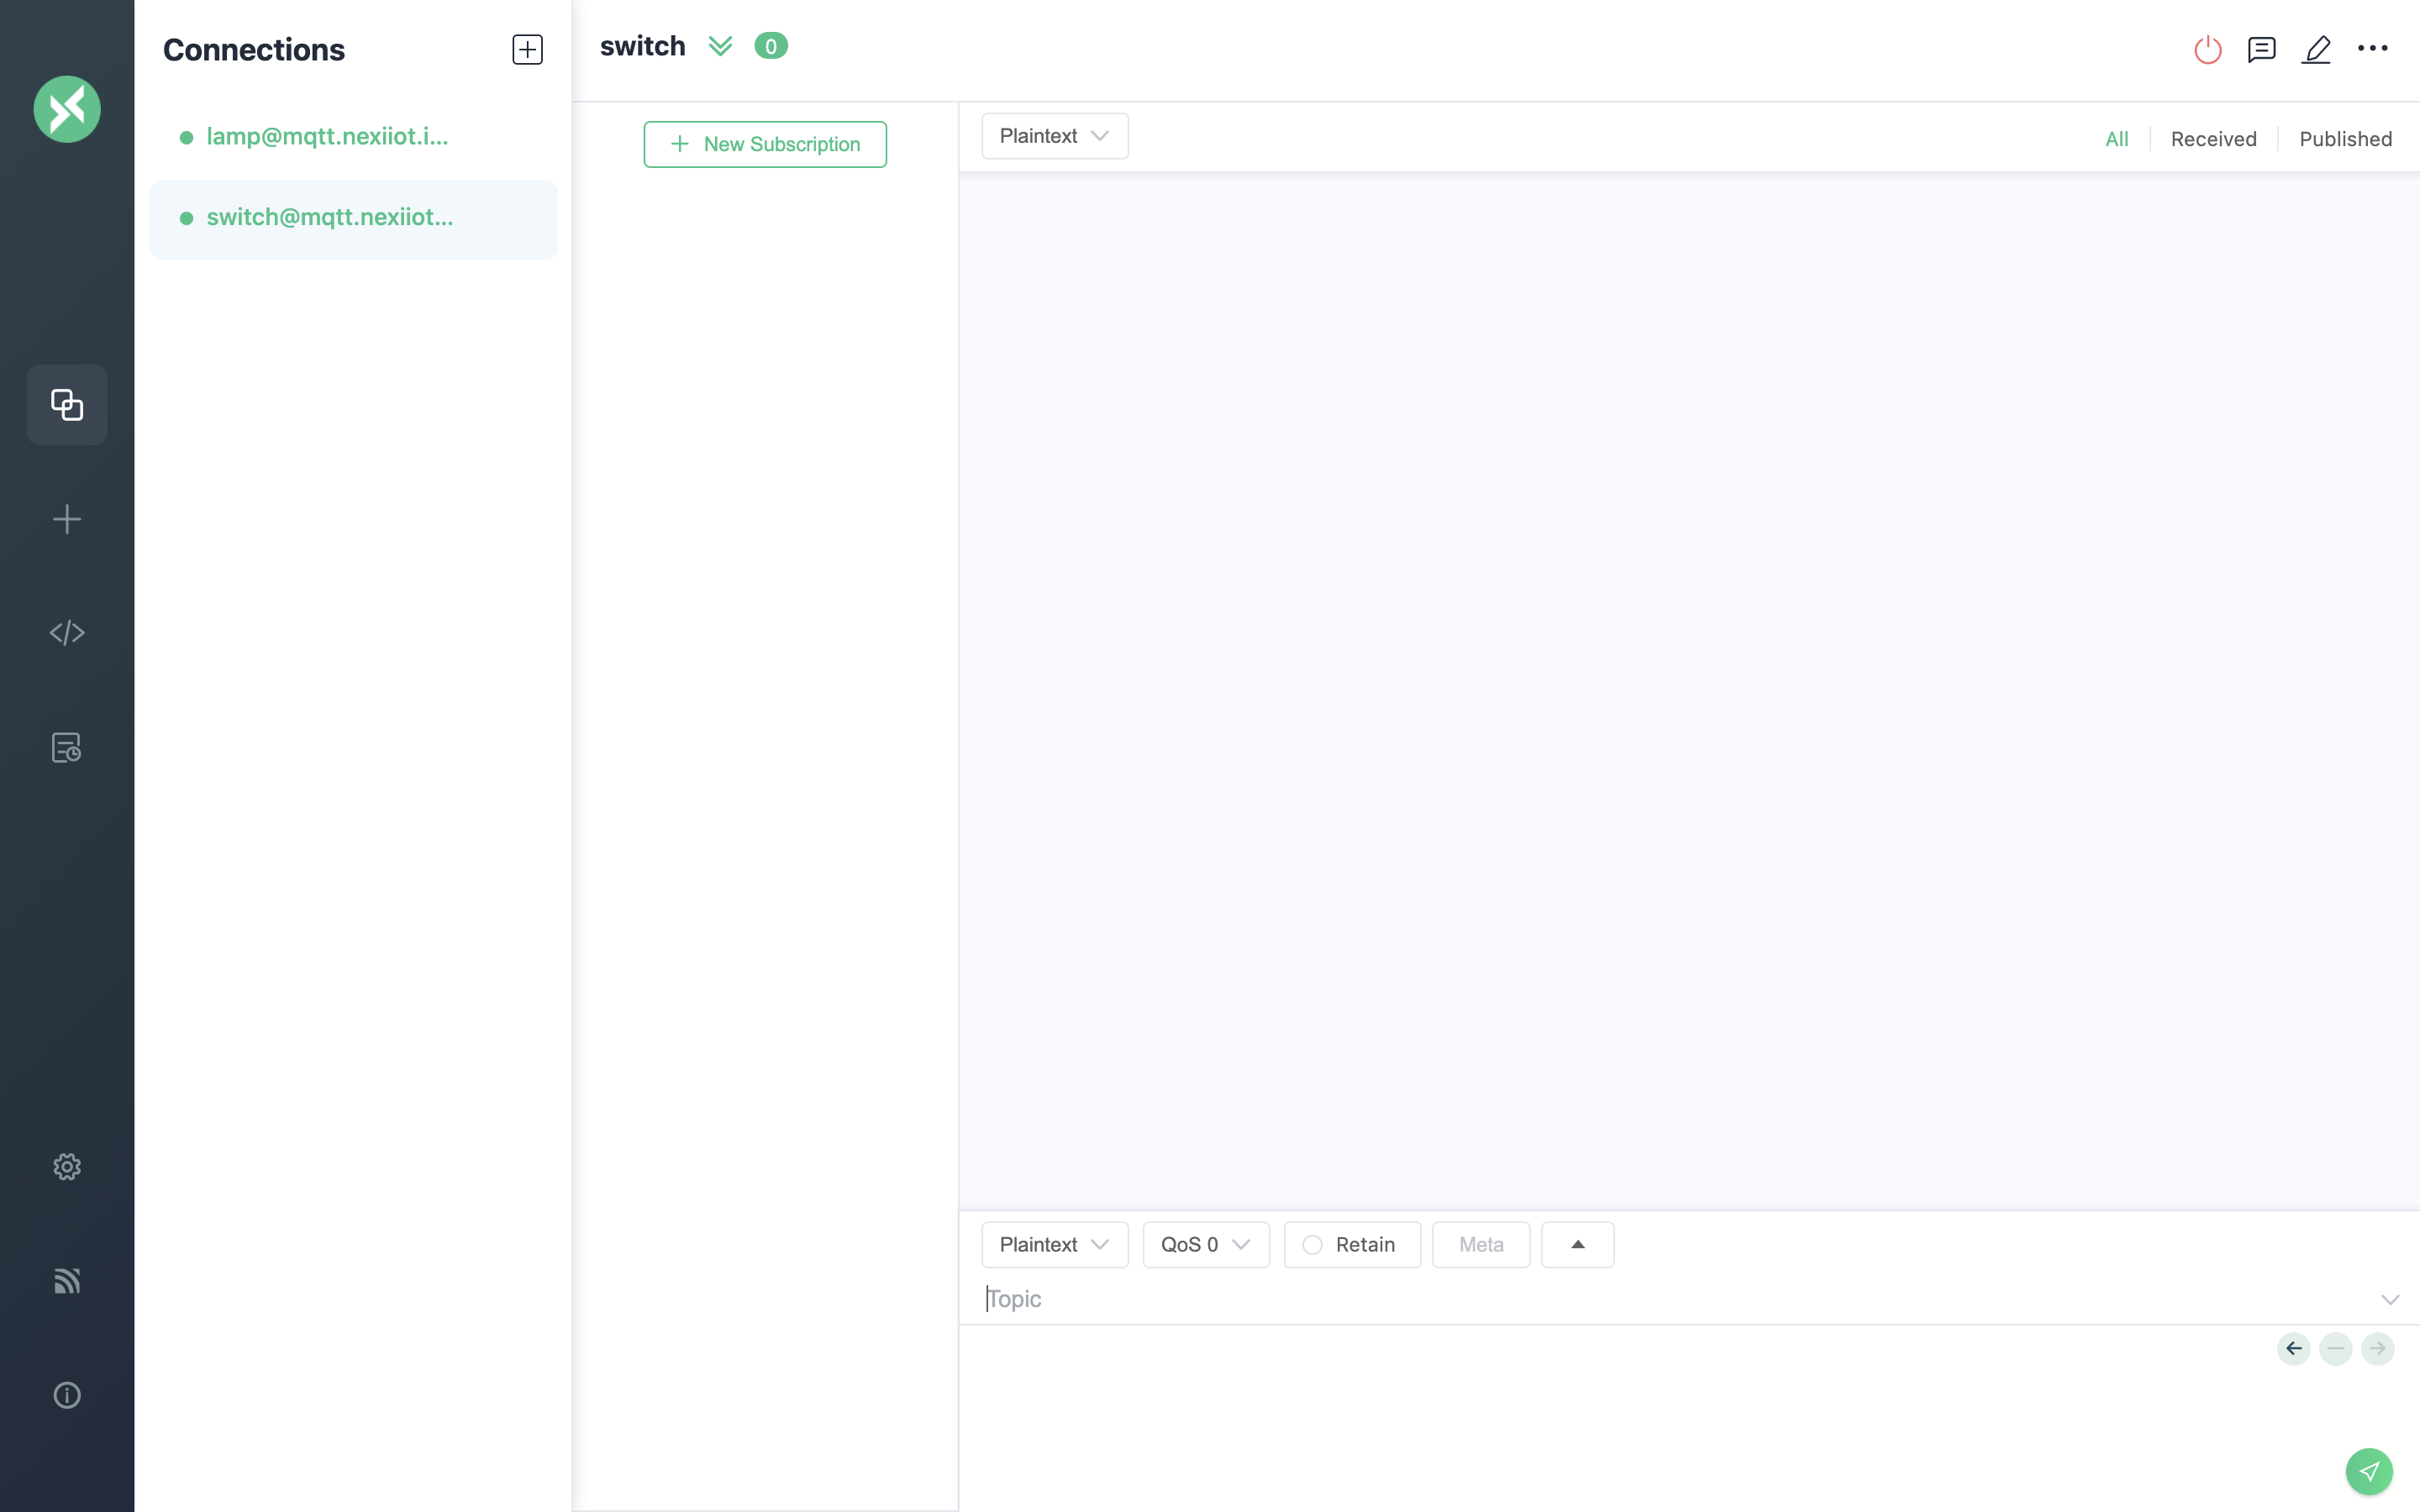 Connections
lamp@mqtt.nexiiot.i...
switch@mqtt.nexiiot...
switch 0
New Subscription
Plaintext
All Received Published
Plaintext QoS 0 Retain Meta
Topic